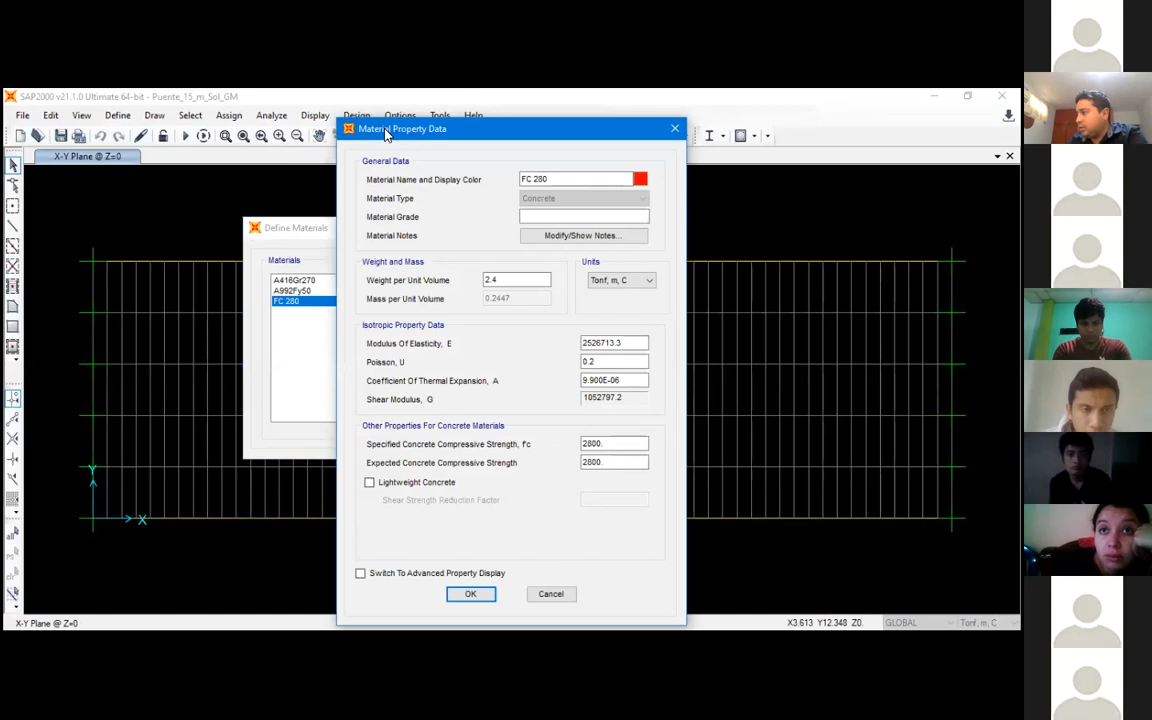 SAP2000 v21.1.0 Ultimate 64-bit - Puente_15_m_Sol_GM
File Edit View Define Draw Select Assign Analyze Display Design Options Tools Help
X-Y Plane @ Z=0
Define Materials
Materials
A416Gr270
A992Fy50
FC 280
Material Property Data
General Data
Material Name and Display Color FC 280
Material Type Concrete
Material Grade
Material Notes Modify/Show Notes...
Weight and Mass Units
Weight per Unit Volume 2.4 Tonf, m, C
Mass per Unit Volume 0.2447
Isotropic Property Data
Modulus Of Elasticity, E 2526713.3
Poisson, U 0.2
Coefficient Of Thermal Expansion, A 9.900E-06
Shear Modulus, G 1052797.2
Other Properties For Concrete Materials
Specified Concrete Compressive Strength, f'c 2800.
Expected Concrete Compressive Strength 2800.
Lightweight Concrete
Shear Strength Reduction Factor
Switch To Advanced Property Display
OK Cancel
Y
X
all
X-Y Plane @ Z=0 X3.613 Y12.348 Z0. GLOBAL Tonf, m, C